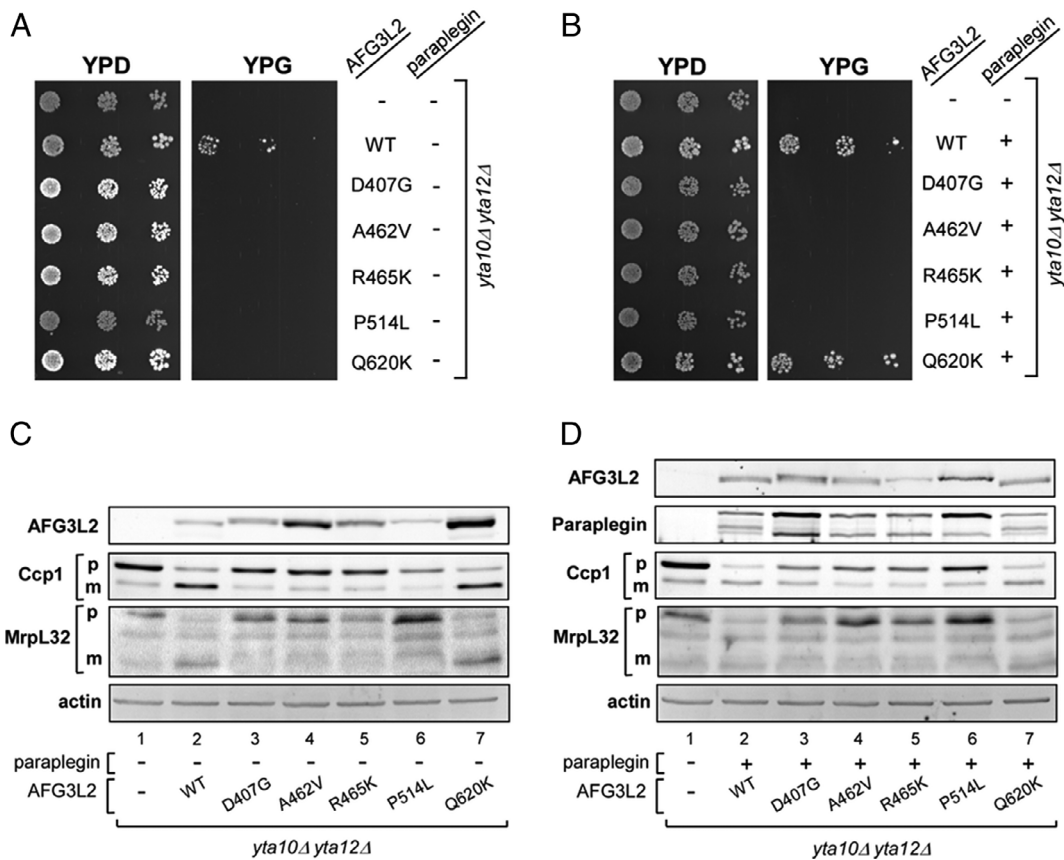 A
YPD YPG AFG3L2 paraplegin
- -
WT -
D407G -
A462V -
R465K -
P514L -
Q620K -
yta10Δ yta12Δ
B
YPD YPG AFG3L2 paraplegin
- -
WT +
D407G +
A462V +
R465K +
P514L +
Q620K +
yta10Δ yta12Δ
C
AFG3L2
Ccp1 p
m
MrpL32 p
m
actin
1 2 3 4 5 6 7
paraplegin - - - - - - -
AFG3L2 - WT D407G A462V R465K P514L Q620K
yta10Δ yta12Δ
D
AFG3L2
Paraplegin
Ccp1 p
m
MrpL32 p
m
actin
1 2 3 4 5 6 7
paraplegin - + + + + + +
AFG3L2 - WT D407G A462V R465K P514L Q620K
yta10Δ yta12Δ